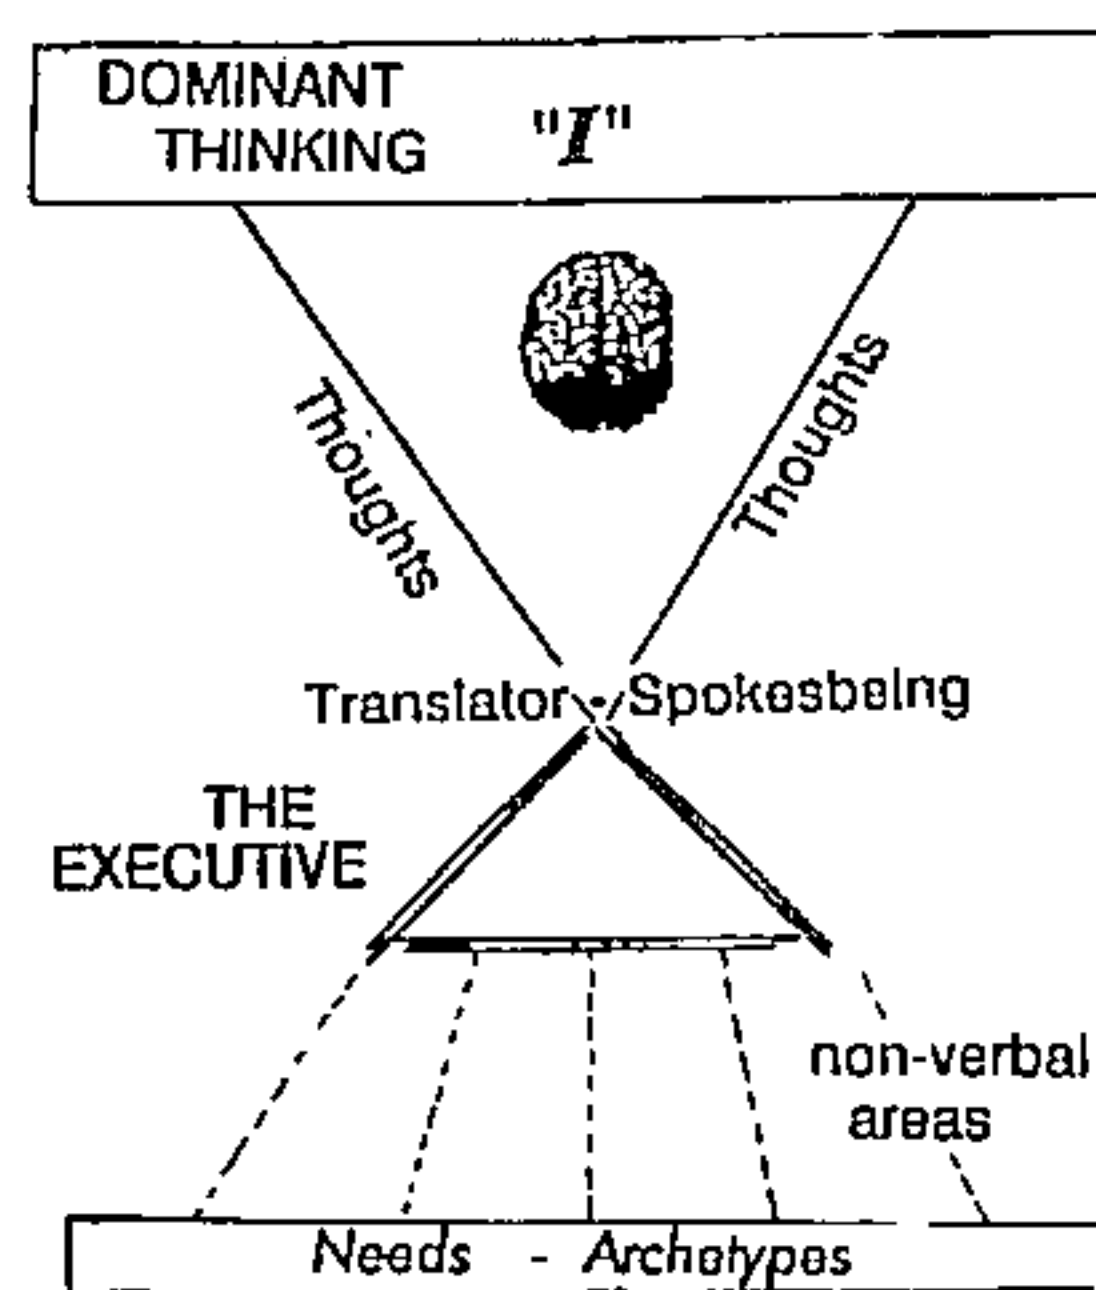 DOMINANT
THINKING "I"
Thoughts
Thoughts
Translator - Spokesbeing
THE
EXECUTIVE
non-verbal
areas
Needs - Archetypes